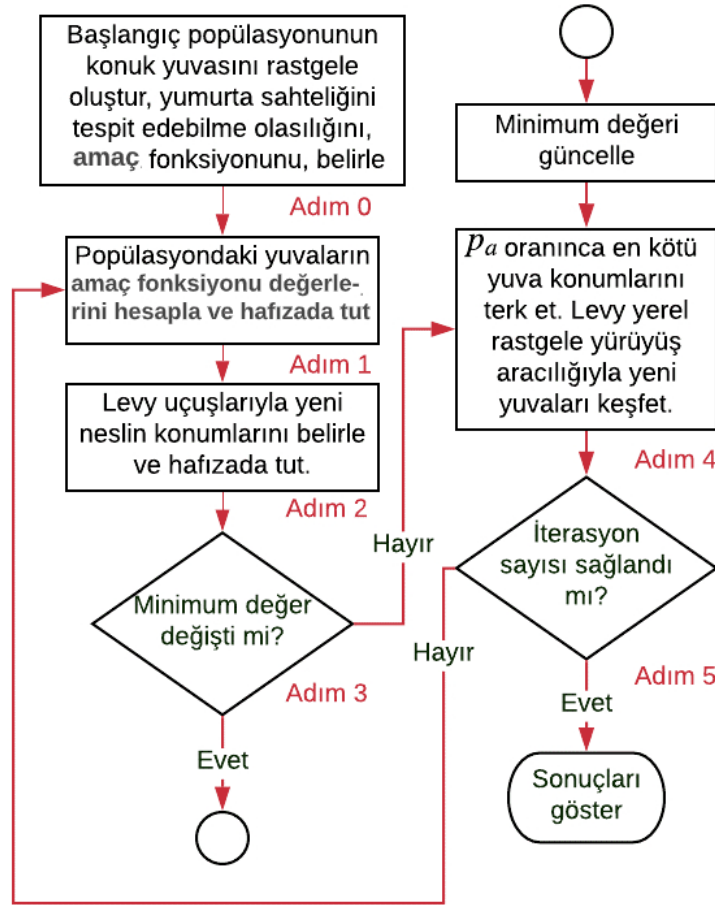 Başlangıç popülasyonunun
konuk yuvasını rastgele
oluştur, yumurta sahteliğini
tespit edebilme olasılığını,
amaç fonksiyonunu, belirle
Adım 0
Popülasyondaki yuvaların
amaç fonksiyonu değerle-
rini hesapla ve hafızada tut
Adım 1
Levy uçuşlarıyla yeni
neslin konumlarını belirle
ve hafızada tut.
Adım 2
Minimum değer
değişti mi?
Adım 3
Hayır
Evet
Minimum değeri
güncelle
pa oranınca en kötü
yuva konumlarını
terk et. Levy yerel
rastgele yürüyüş
aracılığıyla yeni
yuvaları keşfet.
Adım 4
İterasyon
sayısı sağlandı
mı?
Hayır
Adım 5
Evet
Sonuçları
göster